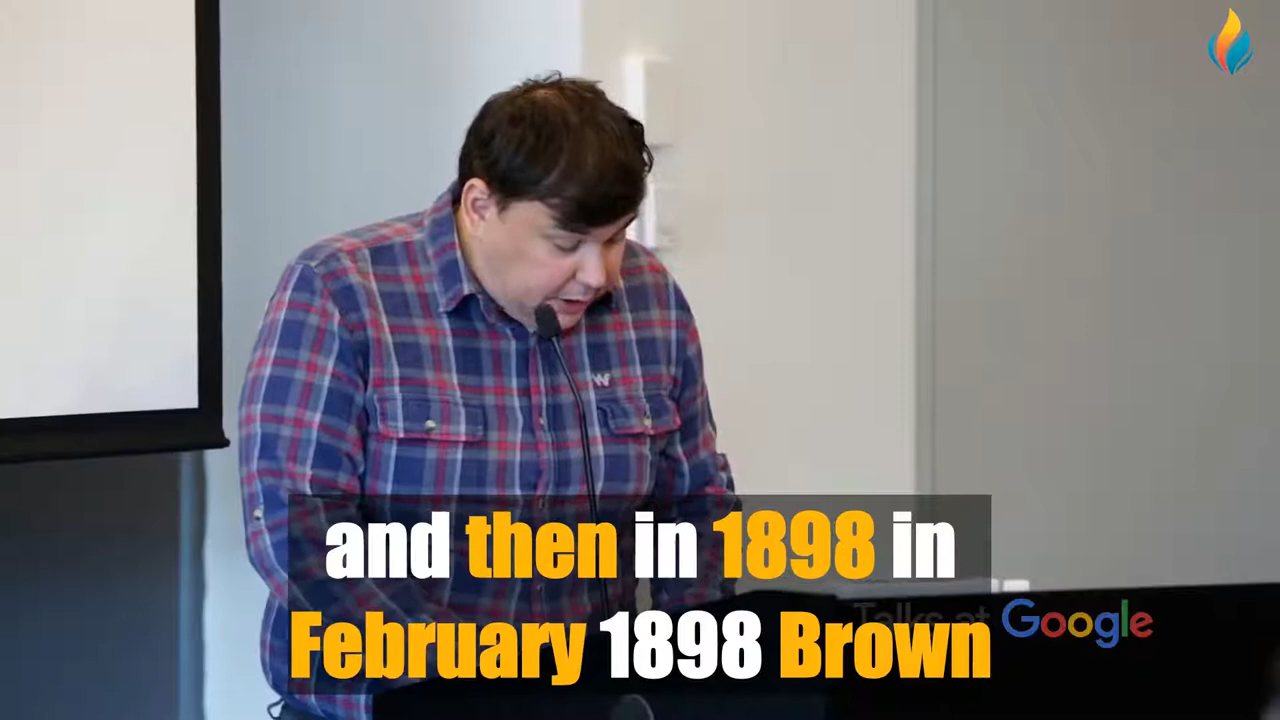 and then in 1898 in
February 1898 Brown
Talks at Google
W